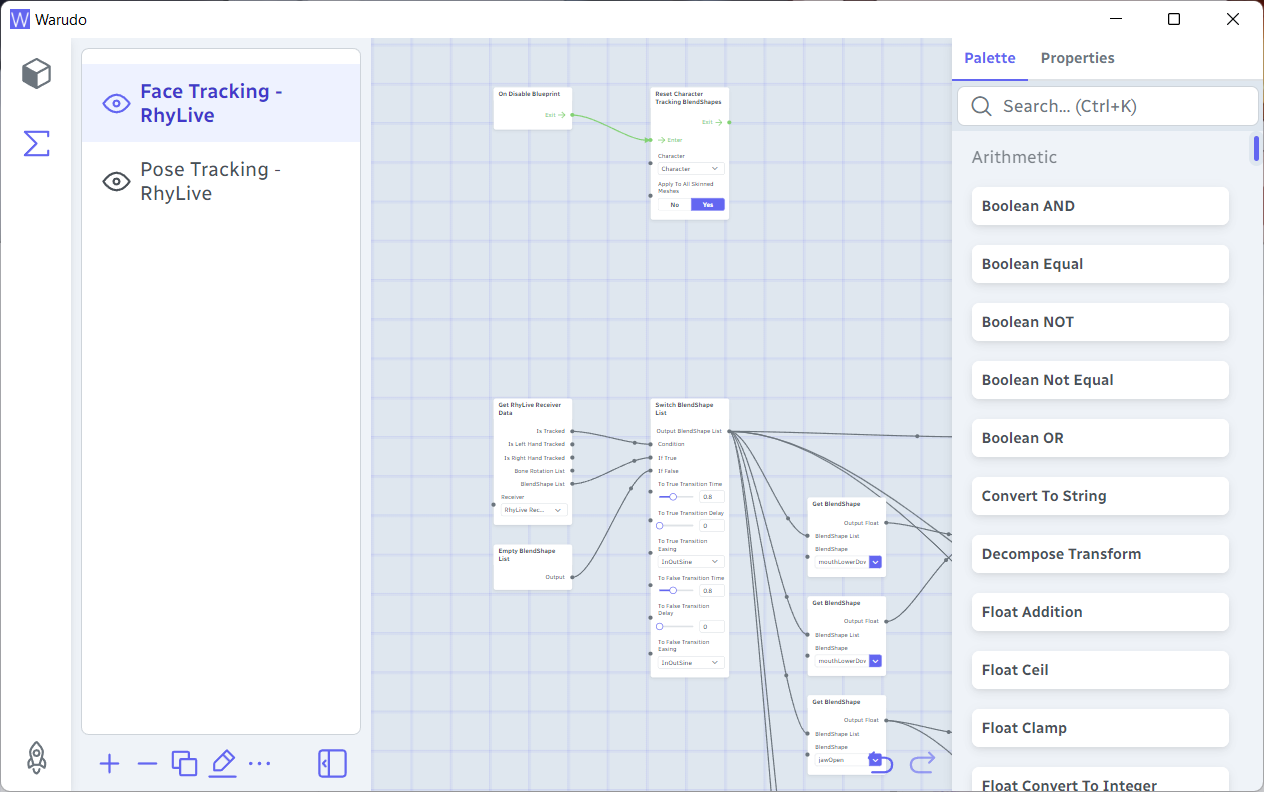 Warudo
Face Tracking -
RhyLive
Pose Tracking -
RhyLive
On Disable Blueprint
Exit
Reset Character
Tracking BlendShapes
Exit
Enter
Character
Character
Apply To All Skinned
Meshes
No
Yes
Get RhyLive Receiver
Data
Is Tracked
Is Left Hand Tracked
Is Right Hand Tracked
Bone Rotation List
BlendShape List
Receiver
RhyLive Rec...
Empty BlendShape
List
Output
Switch BlendShape
List
Output BlendShape List
Condition
If True
If False
To True Transition Time
0.8
To True Transition Delay
0
To True Transition
Easing
InOutSine
To False Transition Time
0.8
To False Transition
Delay
0
To False Transition
Easing
InOutSine
Get BlendShape
Output Float
BlendShape List
BlendShape
mouthLowerDov
Get BlendShape
Output Float
BlendShape List
BlendShape
mouthLowerDov
Get BlendShape
Output Float
BlendShape List
BlendShape
jawOpen
Palette
Properties
Search... (Ctrl+K)
Arithmetic
Boolean AND
Boolean Equal
Boolean NOT
Boolean Not Equal
Boolean OR
Convert To String
Decompose Transform
Float Addition
Float Ceil
Float Clamp
Float Convert To Integer